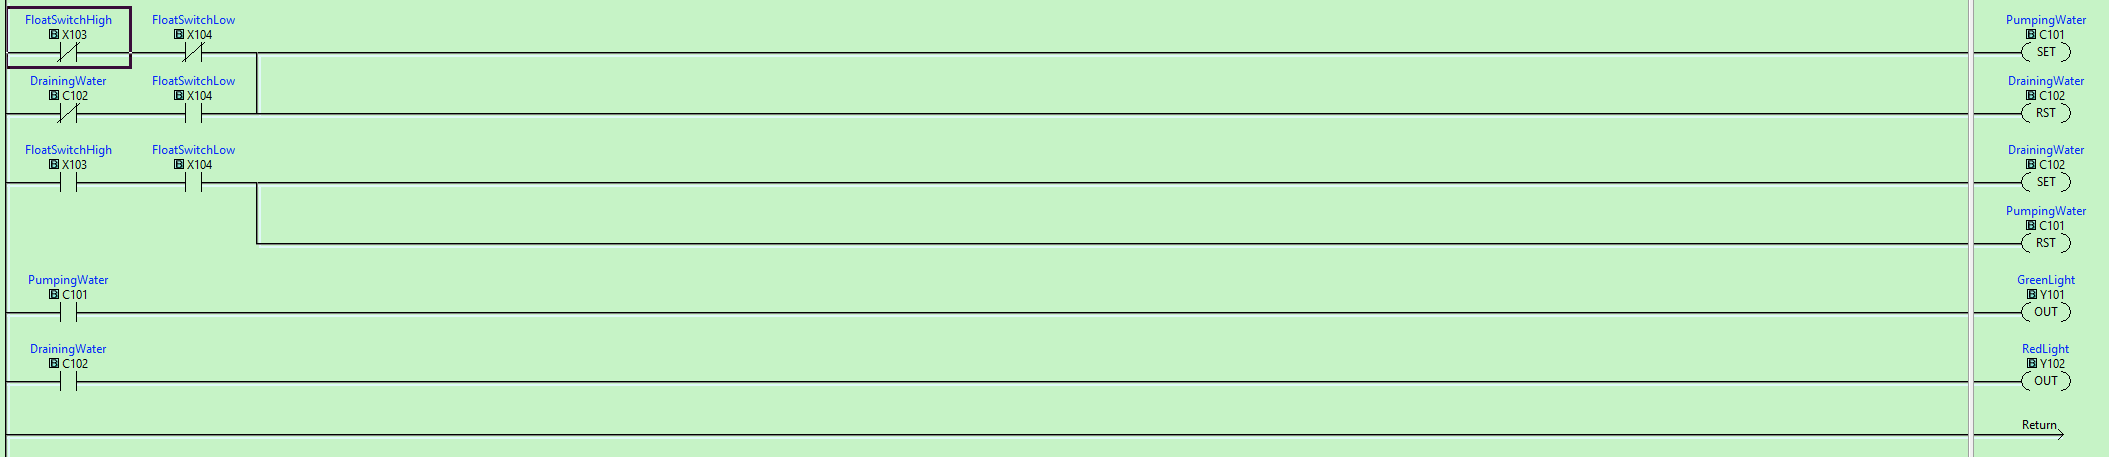 FloatSwitchHigh FloatSwitchLow PumpingWater
B X103 B X104 B C101
SET
DrainingWater FloatSwitchLow DrainingWater
B C102 B X104 B C102
RST
FloatSwitchHigh FloatSwitchLow DrainingWater
B X103 B X104 B C102
SET
PumpingWater
B C101
RST
PumpingWater GreenLight
B C101 B Y101
OUT
DrainingWater RedLight
B C102 B Y102
OUT
Return